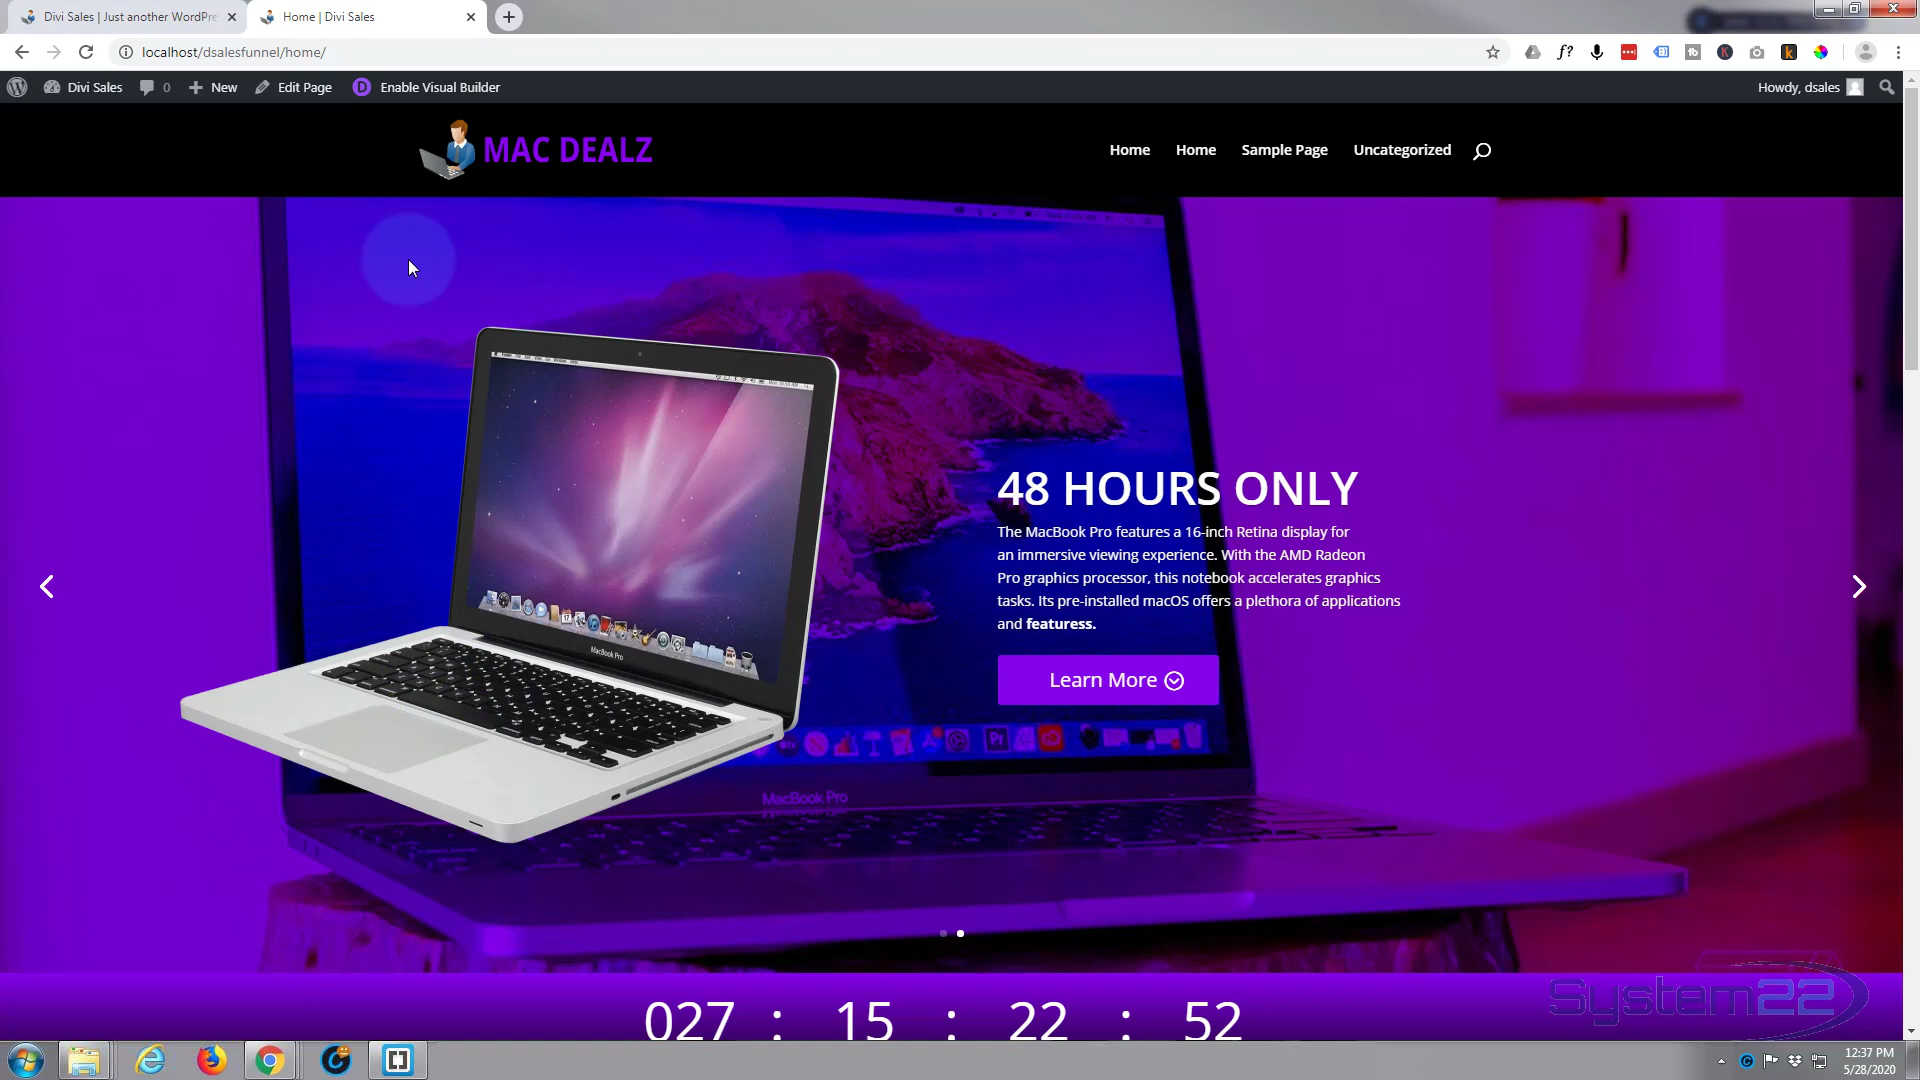 Divi Sales | Just another WordPre
Home | Divi Sales
localhost/dsalesfunnel/home/
Divi Sales
0
New
Edit Page
Enable Visual Builder
Howdy, dsales
MAC DEALZ
Home
Home
Sample Page
Uncategorized
48 HOURS ONLY
The MacBook Pro features a 16-inch Retina display for
an immersive viewing experience. With the AMD Radeon
Pro graphics processor, this notebook accelerates graphics
tasks. Its pre-installed macOS offers a plethora of applications
and featuress.
Learn More
MacBook Pro
MacBook Pro
027 : 15 : 22 : 52
System22
12:37 PM
5/28/2020